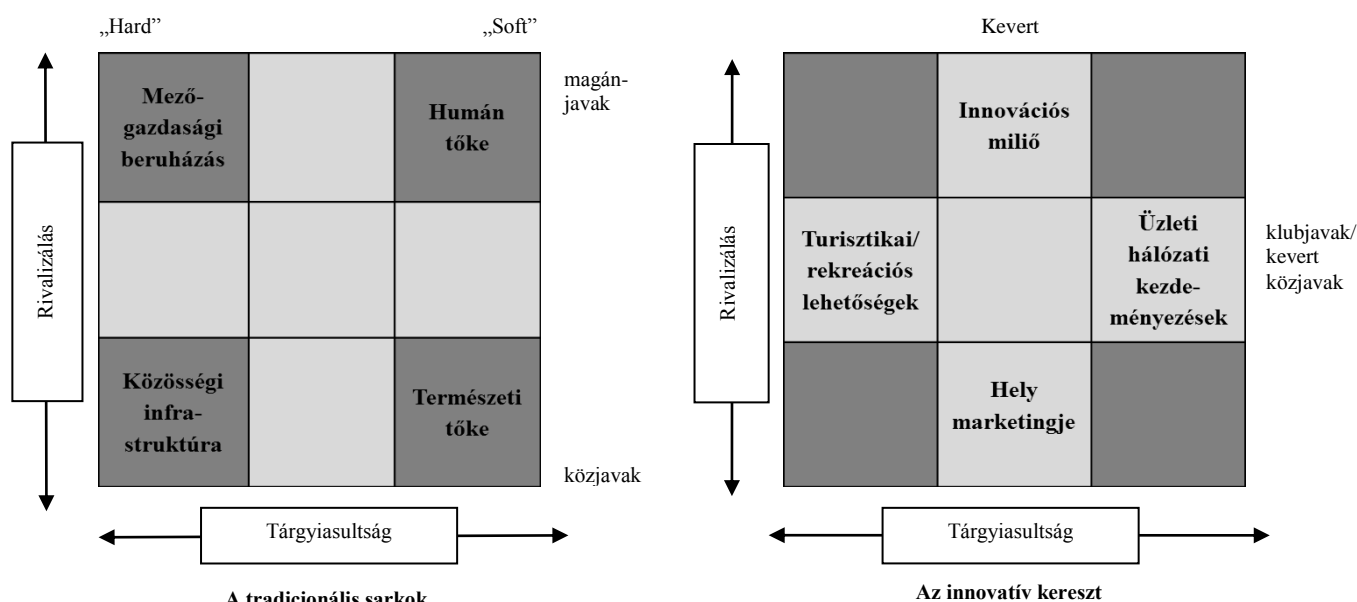 „Hard”
„Soft”
Mező-
gazdasági
beruházás
Humán
tőke
magán-
javak
Rivalizálás
Közösségi
infra-
struktúra
Természeti
tőke
közjavak
Tárgyiasultság
A tradicionális sarkok
Kevert
Innovációs
miliő
Rivalizálás
Turisztikai/
rekreációs
lehetőségek
Üzleti
hálózati
kezde-
ményezések
klubjavak/
kevert
közjavak
Hely
marketingje
Tárgyiasultság
Az innovatív kereszt